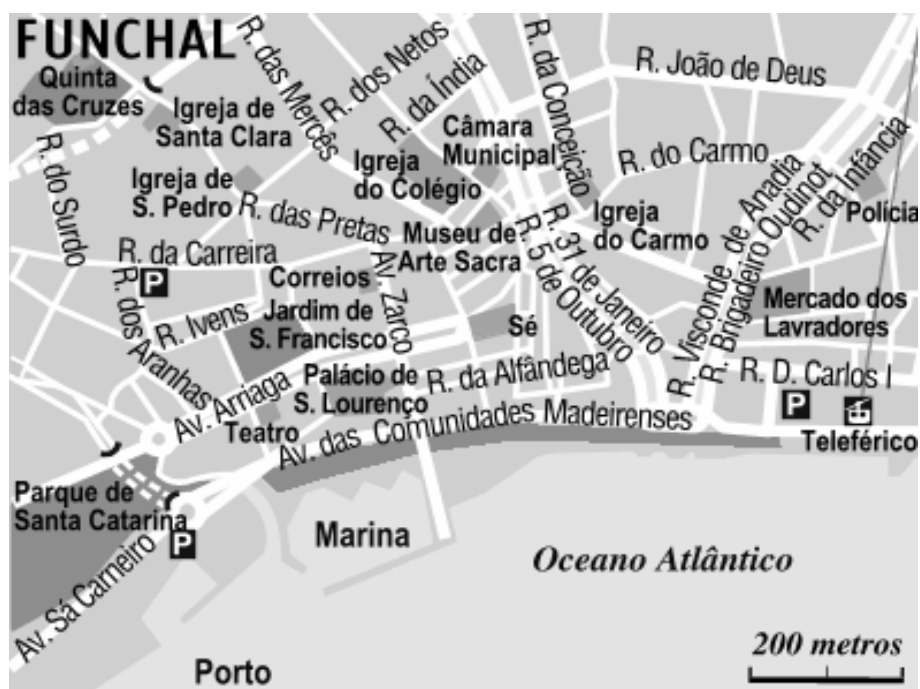 FUNCHAL
Quinta
das Cruzes
R. das Mercês
R. dos Netos
R. da Índia
R. da Conceição
R. João de Deus
Igreja de
Santa Clara
Câmara
Municipal
R. do Surdo
Igreja de
S. Pedro
Igreja
do Colégio
R. do Carmo
R. Visconde de Anadia
R. Brigadeiro Oudinot
R. da Infância
Polícia
R. das Pretas
Museu de
Arte Sacra
Igreja
do Carmo
R. 31 de Janeiro
R. 5 de Outubro
R. da Carreira
P
Correios
Av. Zarco
R. dos Aranhas
R. Ivens
Jardim de
S. Francisco
Sé
Mercado dos
Lavradores
Av. Arriaga
Palácio de
S. Lourenço
R. da Alfândega
R. D. Carlos I
P
Teatro
Av. das Comunidades Madeirenses
Teleférico
Parque de
Santa Catarina
P
Marina
Oceano Atlântico
Av. Sá Carneiro
Porto
200 metros